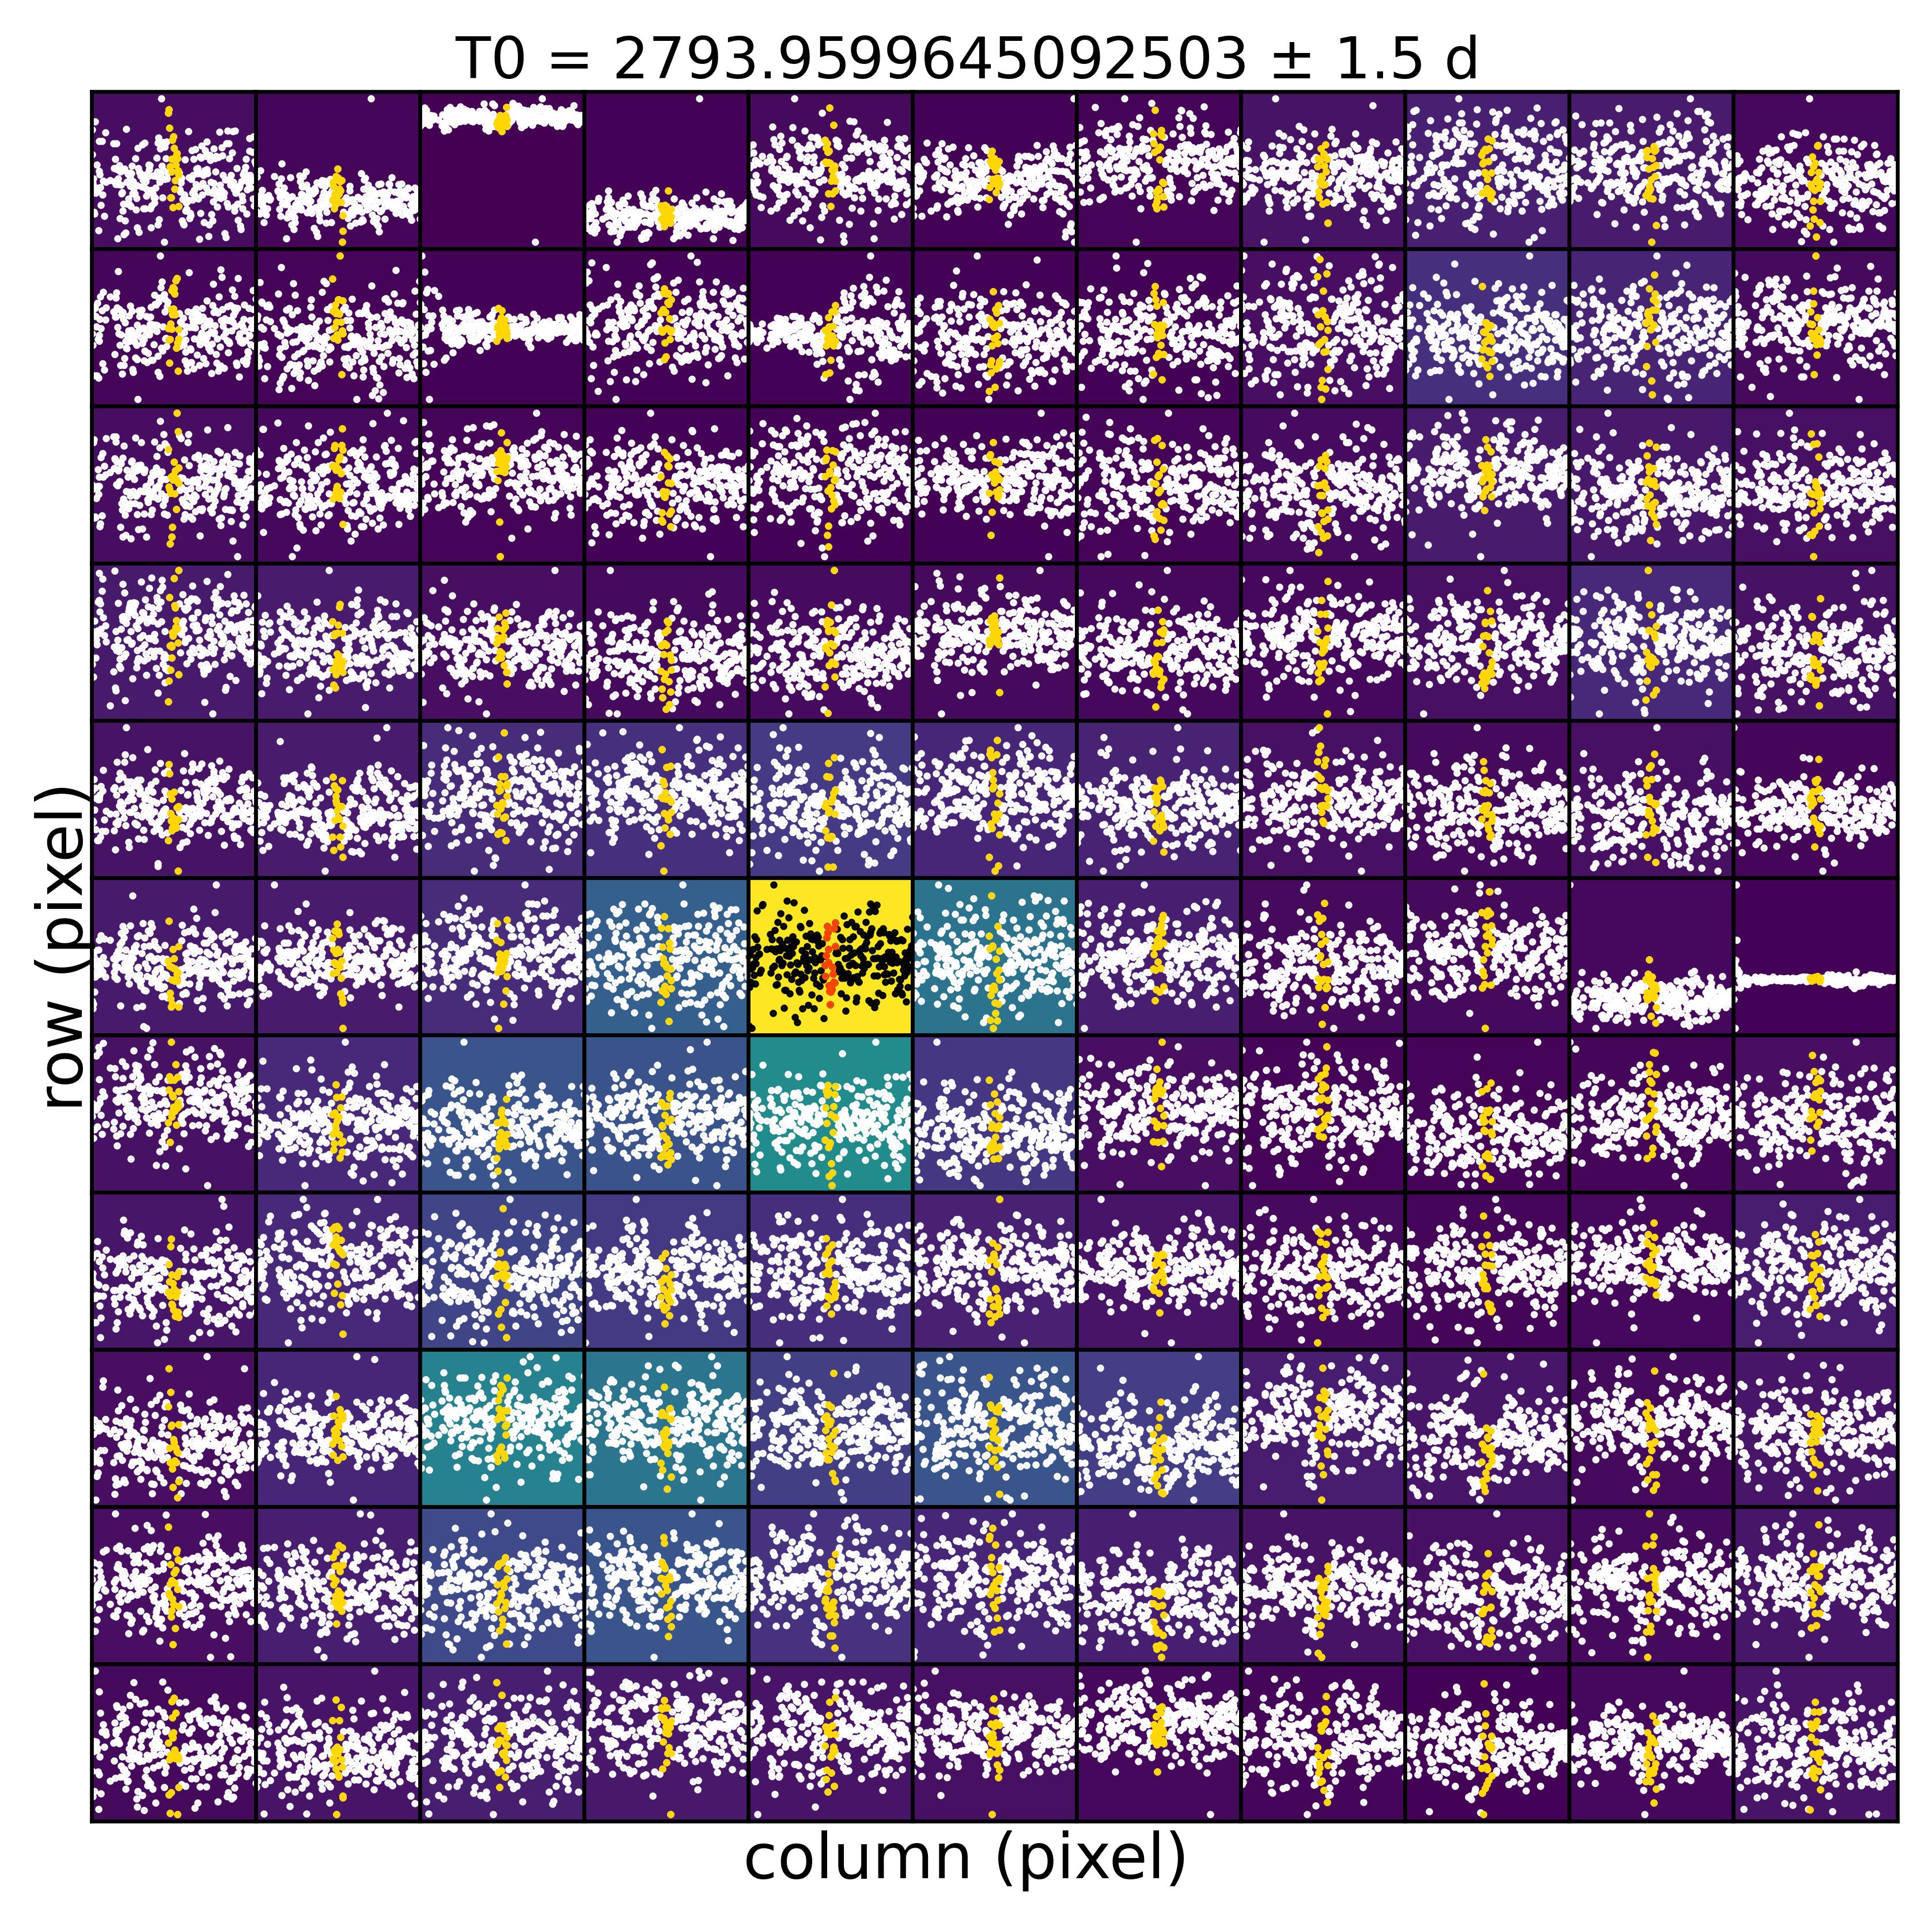 T0 = 2793.9599645092503 ± 1.5 d
row (pixel)
column (pixel)